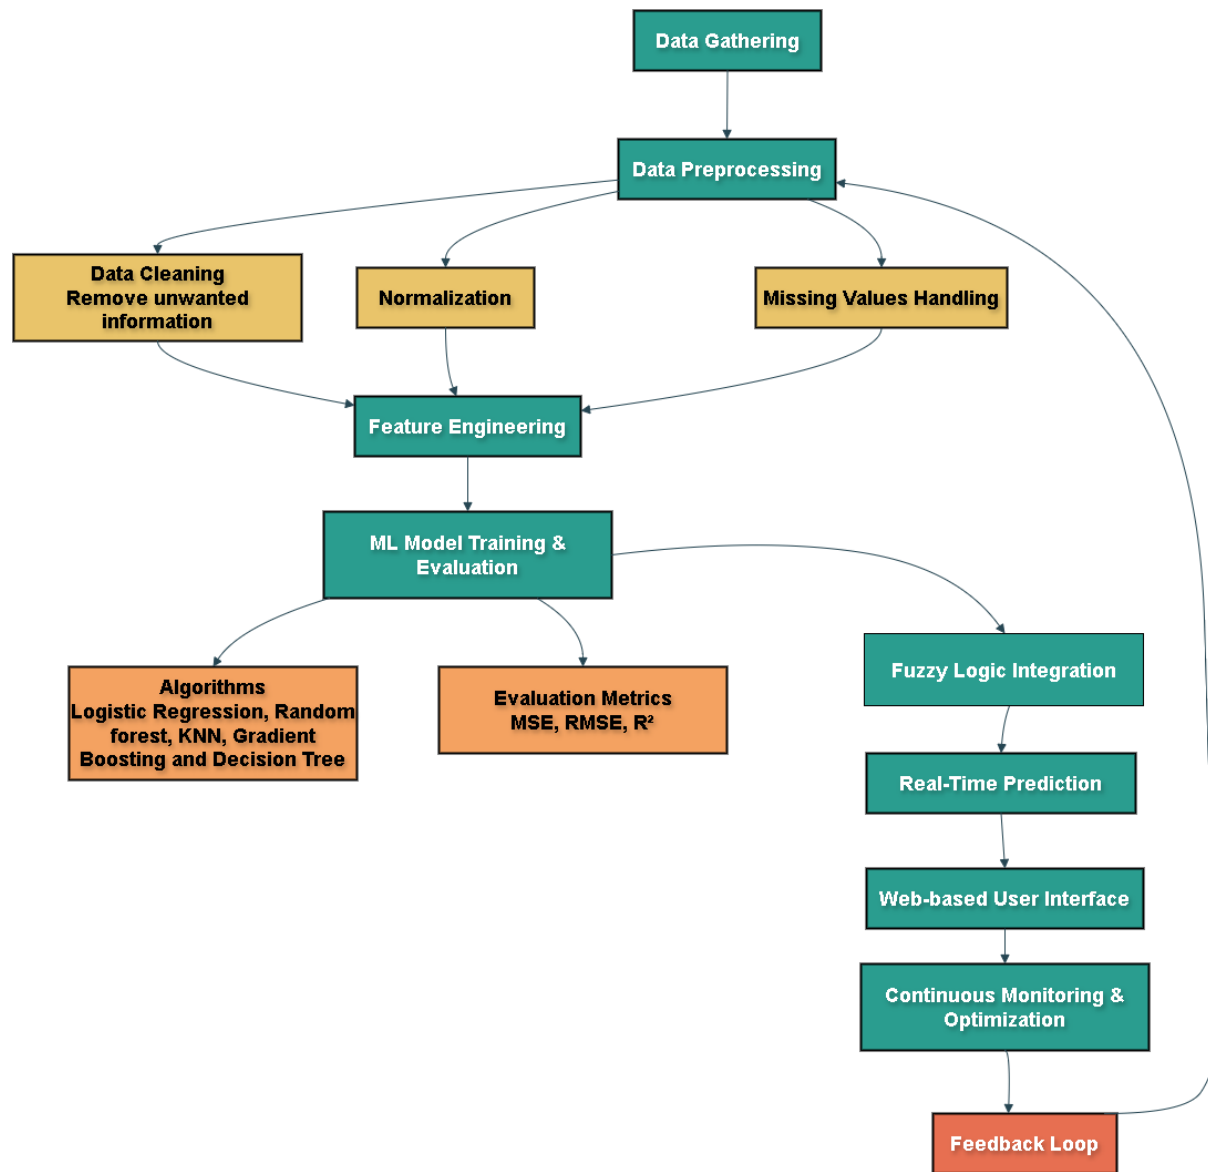 Data Gathering
Data Preprocessing
Data Cleaning
Remove unwanted
information
Normalization
Missing Values Handling
Feature Engineering
ML Model Training &
Evaluation
Algorithms
Logistic Regression, Random
forest, KNN, Gradient
Boosting and Decision Tree
Evaluation Metrics
MSE, RMSE, R²
Fuzzy Logic Integration
Real-Time Prediction
Web-based User Interface
Continuous Monitoring &
Optimization
Feedback Loop